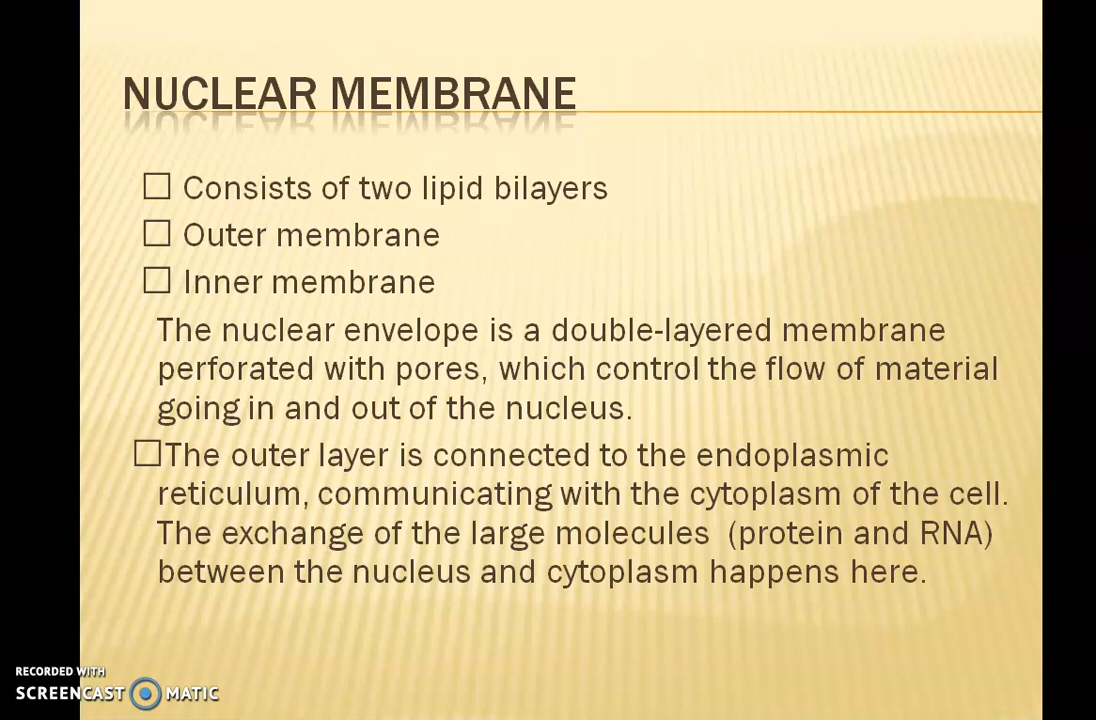 NUCLEAR MEMBRANE
☐ Consists of two lipid bilayers
☐ Outer membrane
☐ Inner membrane
The nuclear envelope is a double-layered membrane
perforated with pores, which control the flow of material
going in and out of the nucleus.
☐The outer layer is connected to the endoplasmic
reticulum, communicating with the cytoplasm of the cell.
The exchange of the large molecules  (protein and RNA)
between the nucleus and cytoplasm happens here.
RECORDED WITH
SCREENCAST MATIC